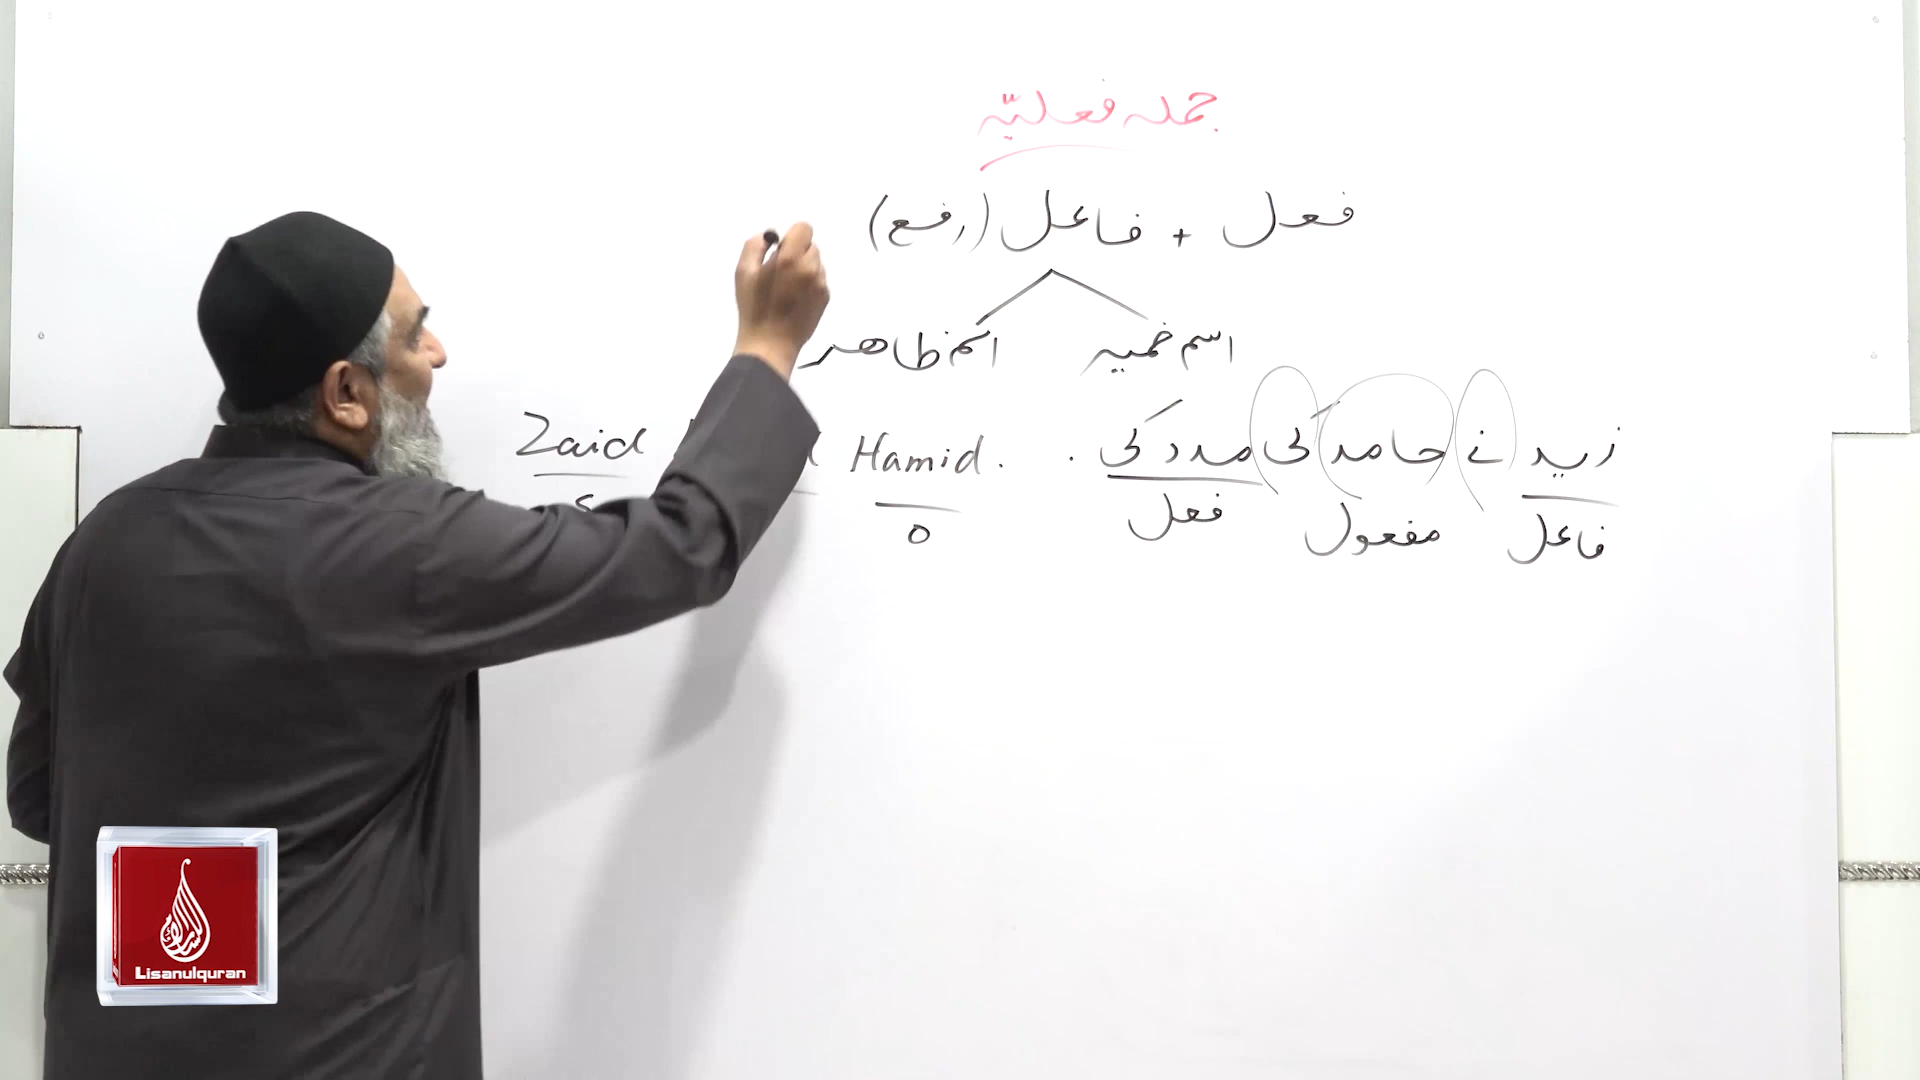 جملہ فعلیّہ
فعل + فاعل (رفع)
اسم ضمیر اسم ظاہر
زید نے حامد کی مدد کی .
فاعل مفعول فعل
Zaid Hamid .
S O
Lisanulquran